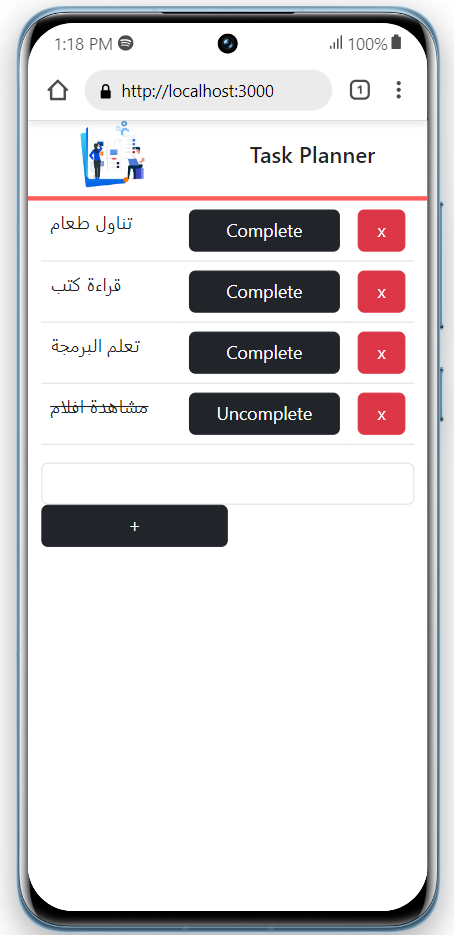 1:18 PM 100%
http://localhost:3000 1
Task Planner
تناول طعام Complete x
قراءة كتب Complete x
تعلم البرمجة Complete x
مشاهدة افلام Uncomplete x
+